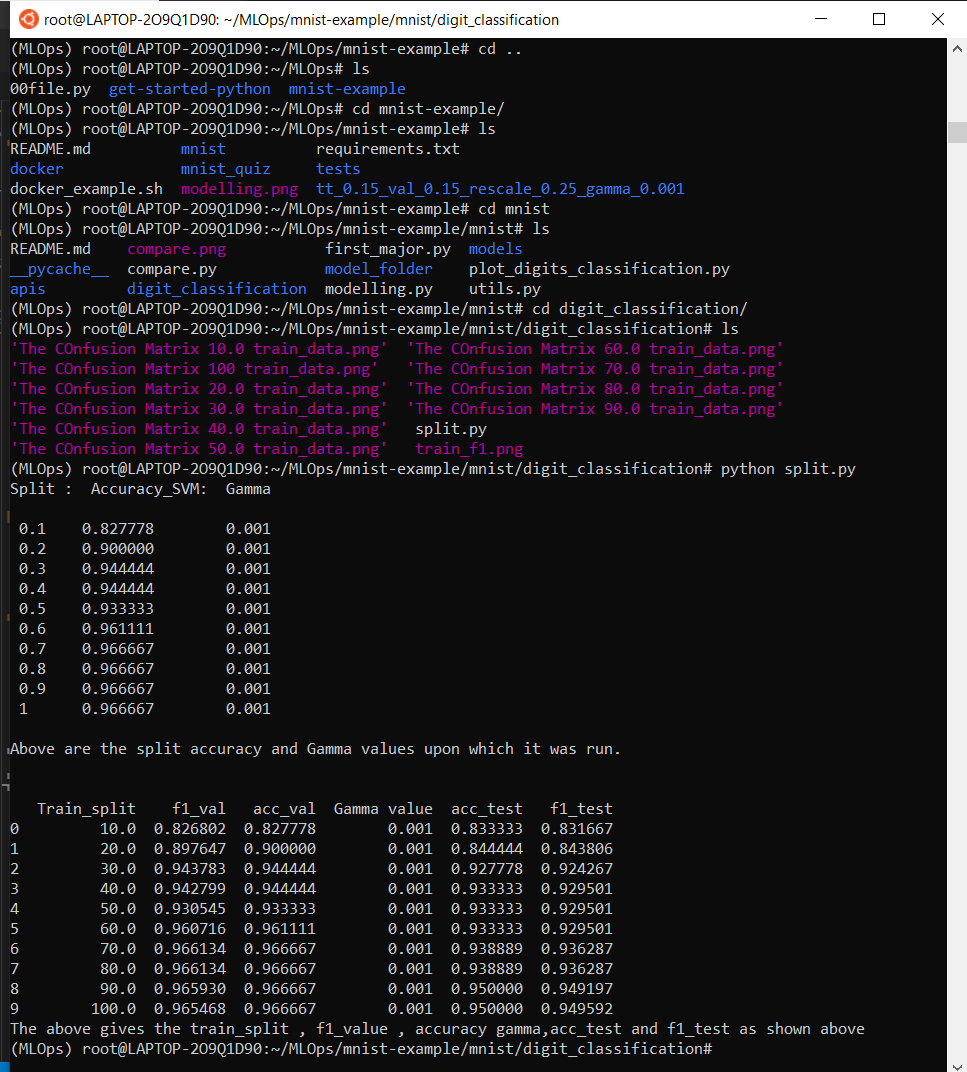 root@LAPTOP-2O9Q1D90: ~/MLOps/mnist-example/mnist/digit_classification
(MLOps) root@LAPTOP-2O9Q1D90:~/MLOps/mnist-example# cd ..
(MLOps) root@LAPTOP-2O9Q1D90:~/MLOps# ls
00file.py  get-started-python  mnist-example
(MLOps) root@LAPTOP-2O9Q1D90:~/MLOps# cd mnist-example/
(MLOps) root@LAPTOP-2O9Q1D90:~/MLOps/mnist-example# ls
README.md          mnist          requirements.txt
docker             mnist_quiz     tests
docker_example.sh  modelling.png  tt_0.15_val_0.15_rescale_0.25_gamma_0.001
(MLOps) root@LAPTOP-2O9Q1D90:~/MLOps/mnist-example# cd mnist
(MLOps) root@LAPTOP-2O9Q1D90:~/MLOps/mnist-example/mnist# ls
README.md    compare.png           first_major.py  models
__pycache__  compare.py            model_folder    plot_digits_classification.py
apis         digit_classification  modelling.py    utils.py
(MLOps) root@LAPTOP-2O9Q1D90:~/MLOps/mnist-example/mnist# cd digit_classification/
(MLOps) root@LAPTOP-2O9Q1D90:~/MLOps/mnist-example/mnist/digit_classification# ls
'The COnfusion Matrix 10.0 train_data.png'  'The COnfusion Matrix 60.0 train_data.png'
'The COnfusion Matrix 100 train_data.png'   'The COnfusion Matrix 70.0 train_data.png'
'The COnfusion Matrix 20.0 train_data.png'  'The COnfusion Matrix 80.0 train_data.png'
'The COnfusion Matrix 30.0 train_data.png'  'The COnfusion Matrix 90.0 train_data.png'
'The COnfusion Matrix 40.0 train_data.png'   split.py
'The COnfusion Matrix 50.0 train_data.png'   train_f1.png
(MLOps) root@LAPTOP-2O9Q1D90:~/MLOps/mnist-example/mnist/digit_classification# python split.py
Split :  Accuracy_SVM:  Gamma
0.1    0.827778        0.001
0.2    0.900000        0.001
0.3    0.944444        0.001
0.4    0.944444        0.001
0.5    0.933333        0.001
0.6    0.961111        0.001
0.7    0.966667        0.001
0.8    0.966667        0.001
0.9    0.966667        0.001
1      0.966667        0.001
Above are the split accuracy and Gamma values upon which it was run.
   Train_split    f1_val   acc_val  Gamma value  acc_test   f1_test
0         10.0  0.826802  0.827778        0.001  0.833333  0.831667
1         20.0  0.897647  0.900000        0.001  0.844444  0.843806
2         30.0  0.943783  0.944444        0.001  0.927778  0.924267
3         40.0  0.942799  0.944444        0.001  0.933333  0.929501
4         50.0  0.930545  0.933333        0.001  0.933333  0.929501
5         60.0  0.960716  0.961111        0.001  0.933333  0.929501
6         70.0  0.966134  0.966667        0.001  0.938889  0.936287
7         80.0  0.966134  0.966667        0.001  0.938889  0.936287
8         90.0  0.965930  0.966667        0.001  0.950000  0.949197
9        100.0  0.965468  0.966667        0.001  0.950000  0.949592
The above gives the train_split , f1_value , accuracy gamma,acc_test and f1_test as shown above
(MLOps) root@LAPTOP-2O9Q1D90:~/MLOps/mnist-example/mnist/digit_classification#